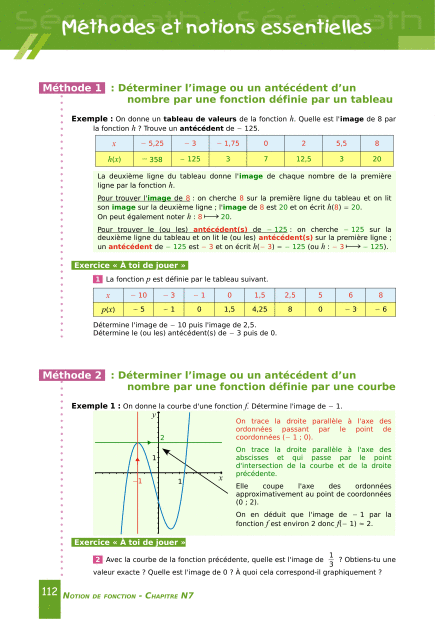 Sésamath Sésamath
Méthodes et notions essentielles
Méthode 1 : Déterminer l'image ou un antécédent d'un
nombre par une fonction définie par un tableau
Exemple : On donne un tableau de valeurs de la fonction h. Quelle est l'image de 8 par
la fonction h ? Trouve un antécédent de − 125.
x − 5,25 − 3 − 1,75 0 2 5,5 8
h(x) − 358 − 125 3 7 12,5 3 20
La deuxième ligne du tableau donne l'image de chaque nombre de la première
ligne par la fonction h.
Pour trouver l'image de 8 : on cherche 8 sur la première ligne du tableau et on lit
son image sur la deuxième ligne ; l'image de 8 est 20 et on écrit h(8) = 20.
On peut également noter h : 8 ⟼ 20.
Pour trouver le (ou les) antécédent(s) de − 125 : on cherche − 125 sur la
deuxième ligne du tableau et on lit le (ou les) antécédent(s) sur la première ligne ;
un antécédent de − 125 est − 3 et on écrit h(− 3) = − 125 (ou h : − 3 ⟼ − 125).
Exercice « À toi de jouer »
1 La fonction p est définie par le tableau suivant.
x − 10 − 3 − 1 0 1,5 2,5 5 6 8
p(x) − 5 − 1 0 1,5 4,25 8 0 − 3 − 6
Détermine l'image de − 10 puis l'image de 2,5.
Détermine le (ou les) antécédent(s) de − 3 puis de 0.
Méthode 2 : Déterminer l'image ou un antécédent d'un
nombre par une fonction définie par une courbe
Exemple 1 : On donne la courbe d'une fonction f. Détermine l'image de − 1.
y
2
1
−1 1 x
On trace la droite parallèle à l'axe des
ordonnées passant par le point de
coordonnées (− 1 ; 0).
On trace la droite parallèle à l'axe des
abscisses et qui passe par le point
d'intersection de la courbe et de la droite
précédente.
Elle coupe l'axe des ordonnées
approximativement au point de coordonnées
(0 ; 2).
On en déduit que l'image de − 1 par la
fonction f est environ 2 donc f(− 1) ≈ 2.
Exercice « À toi de jouer »
2 Avec la courbe de la fonction précédente, quelle est l'image de 1/3 ? Obtiens-tu une
valeur exacte ? Quelle est l'image de 0 ? À quoi cela correspond-il graphiquement ?
112 NOTION DE FONCTION - CHAPITRE N7